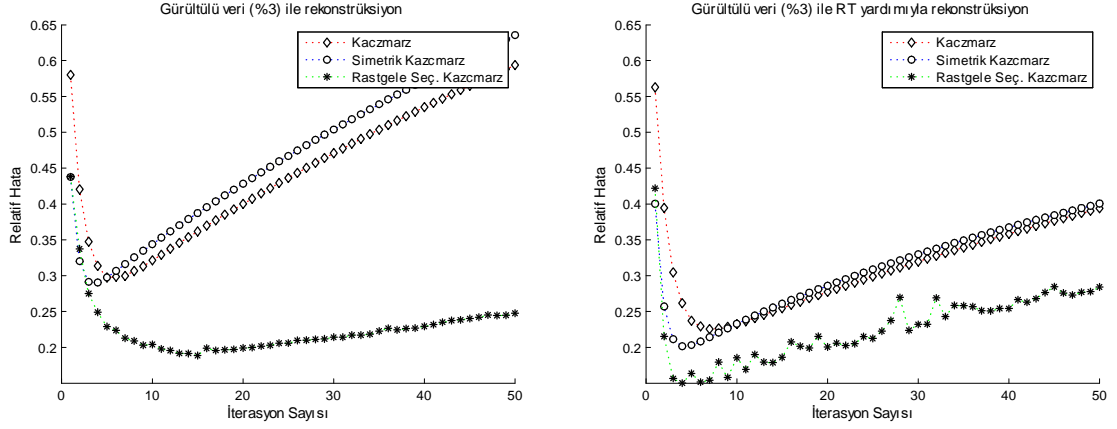 Gürültülü veri (%3) ile rekonstrüksiyon
0.65
0.6
0.55
0.5
0.45
0.4
0.35
0.3
0.25
0.2
Relatif Hata
Kaczmarz
Simetrik Kazcmarz
Rastgele Seç. Kazcmarz
0 10 20 30 40 50
İterasyon Sayısı
Gürültülü veri (%3) ile RT yardımıyla rekonstrüksiyon
0.65
0.6
0.55
0.5
0.45
0.4
0.35
0.3
0.25
0.2
Relatif Hata
Kaczmarz
Simetrik Kazcmarz
Rastgele Seç. Kazcmarz
0 10 20 30 40 50
İterasyon Sayısı